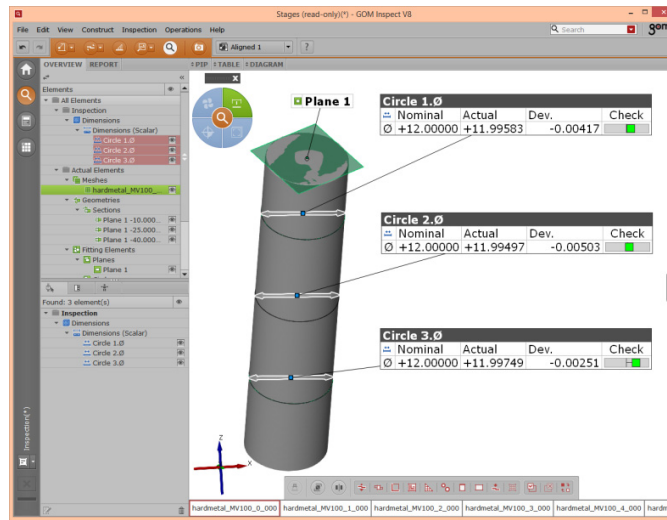 Stages (read-only)(*) - GOM Inspect V8
File Edit View Construct Inspection Operations Help
Search
gom
Aligned 1
?
OVERVIEW REPORT
PIP TABLE DIAGRAM
Elements
All Elements
Inspection
Dimensions
Dimensions (Scalar)
Circle 1.Ø
Circle 2.Ø
Circle 3.Ø
Actual Elements
Meshes
hardmetal_MV100_...
Geometries
Sections
Plane 1 -10.000...
Plane 1 -25.000...
Plane 1 -40.000...
Fitting Elements
Planes
Plane 1
Found: 3 element(s)
Inspection
Dimensions
Dimensions (Scalar)
Circle 1.Ø
Circle 2.Ø
Circle 3.Ø
Inspection(*)
X
Plane 1
Circle 1.Ø
Nominal Actual Dev. Check
Ø +12.00000 +11.99583 -0.00417
Circle 2.Ø
Nominal Actual Dev. Check
Ø +12.00000 +11.99497 -0.00503
Circle 3.Ø
Nominal Actual Dev. Check
Ø +12.00000 +11.99749 -0.00251
Z
X
hardmetal_MV100_0_000 hardmetal_MV100_1_000 hardmetal_MV100_2_000 hardmetal_MV100_3_000 hardmetal_MV100_4_000 hardm